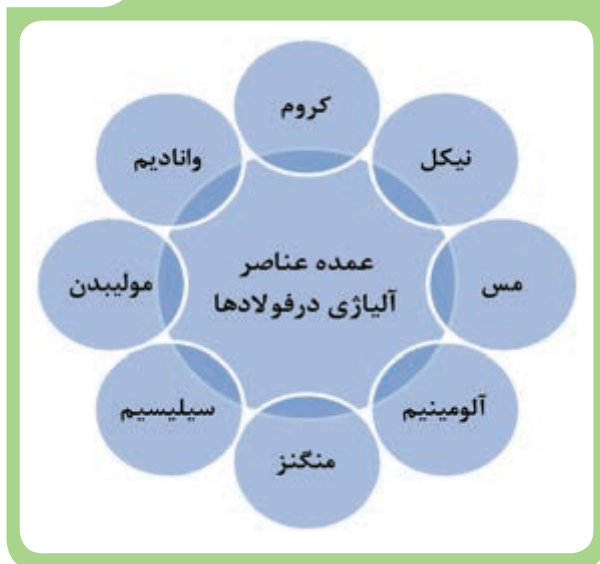 عمده عناصر
آلیاژی درفولادها
کروم
نیکل
مس
آلومینیم
منگنز
سیلیسیم
مولیبدن
وانادیم